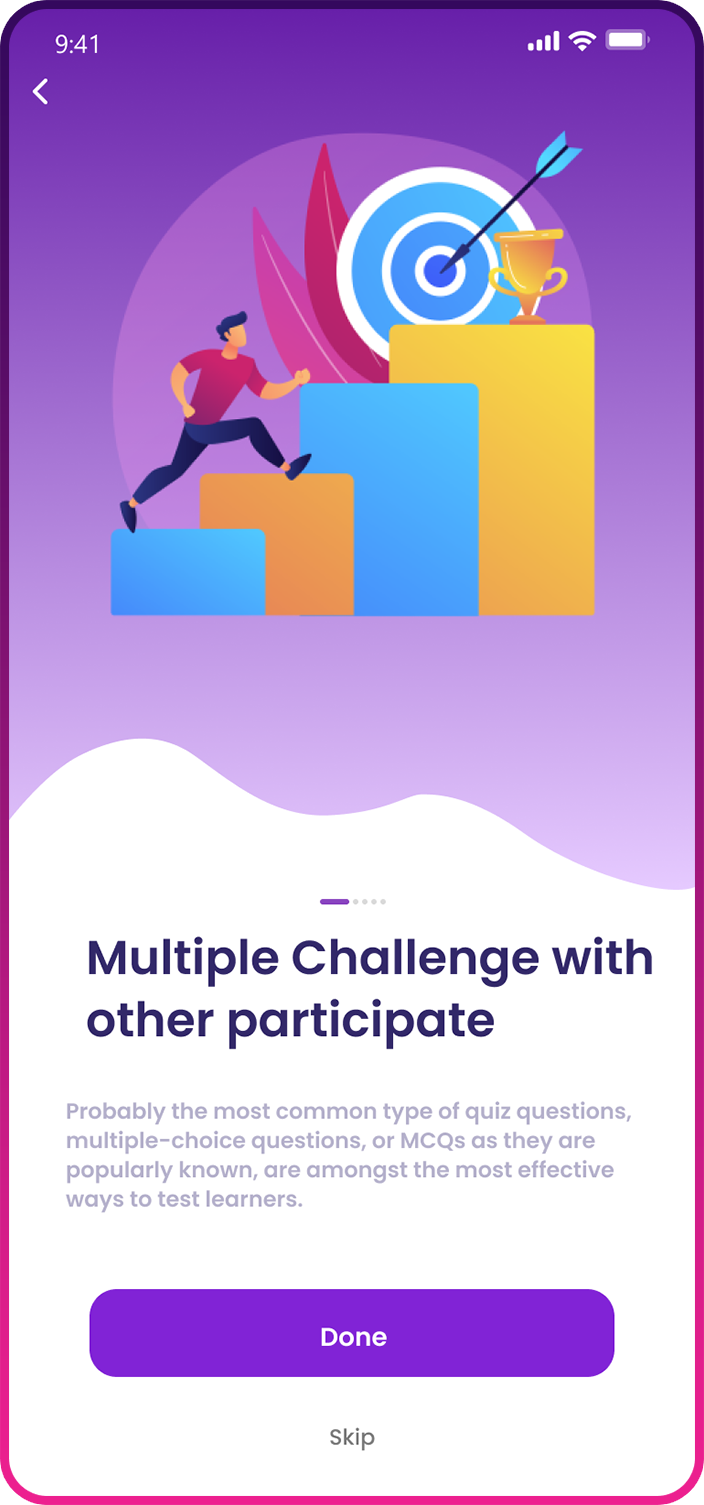 9:41
Multiple Challenge with
other participate
Probably the most common type of quiz questions,
multiple-choice questions, or MCQs as they are
popularly known, are amongst the most effective
ways to test learners.
Done
Skip